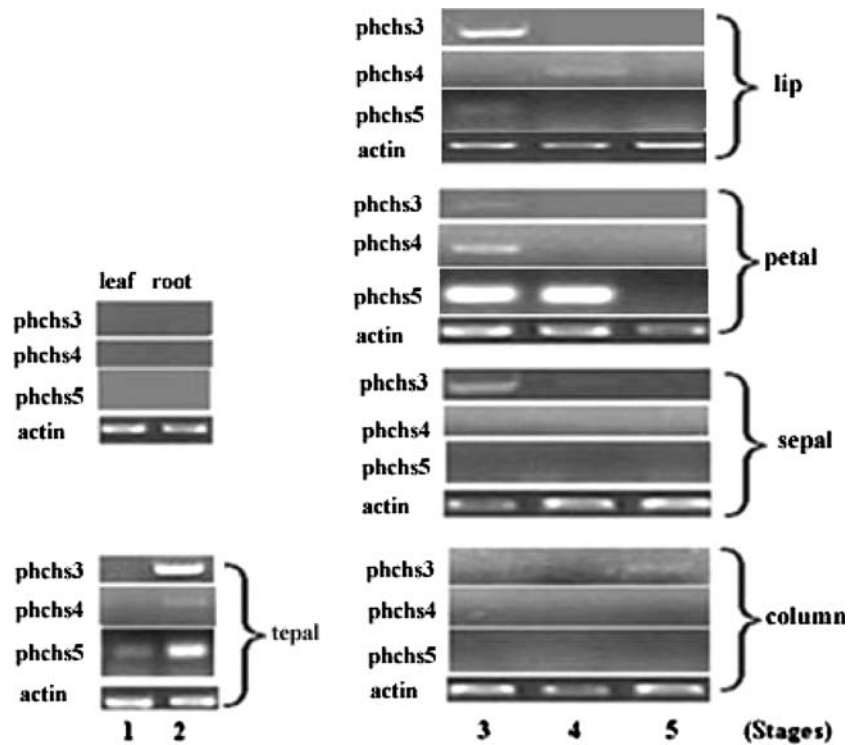 leaf root
phchs3
phchs4
phchs5
actin
phchs3
phchs4
phchs5
actin
tepal
1 2
phchs3
phchs4
phchs5
actin
lip
phchs3
phchs4
phchs5
actin
petal
phchs3
phchs4
phchs5
actin
sepal
phchs3
phchs4
phchs5
actin
column
3 4 5 (Stages)